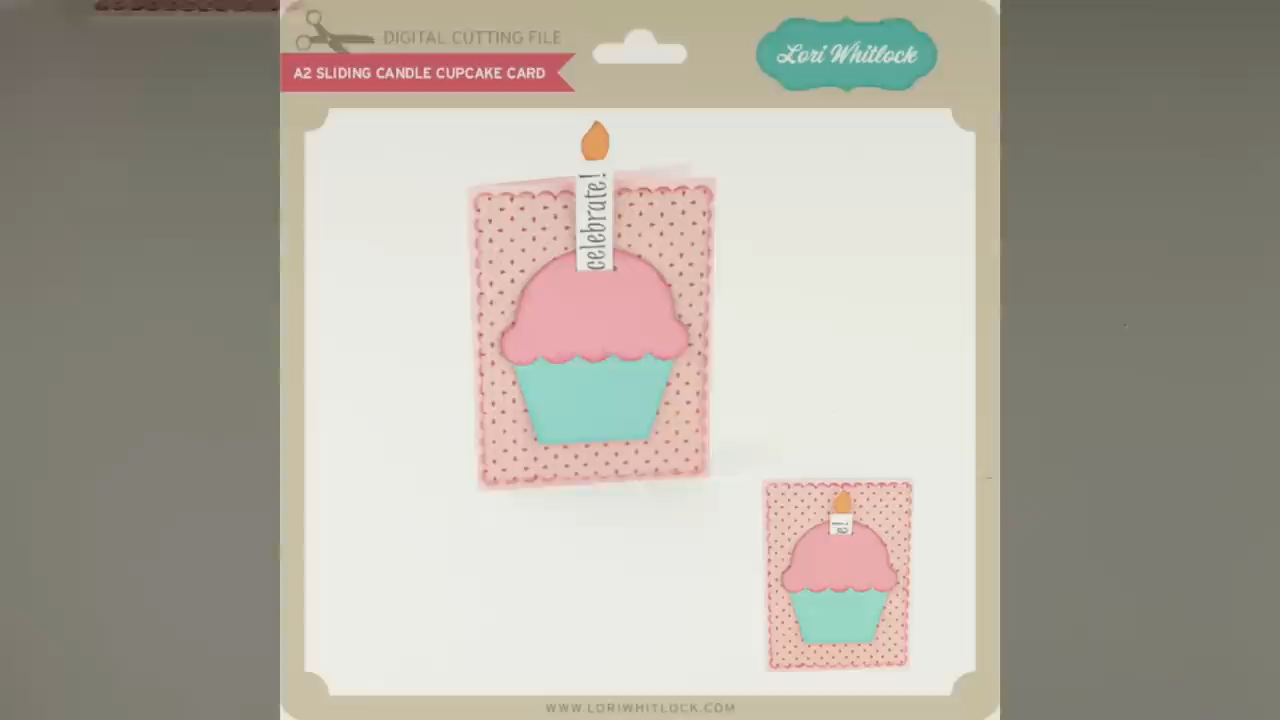 DIGITAL CUTTING FILE
A2 SLIDING CANDLE CUPCAKE CARD
Lori Whitlock
celebrate!
WWW.LORIWHITLOCK.COM